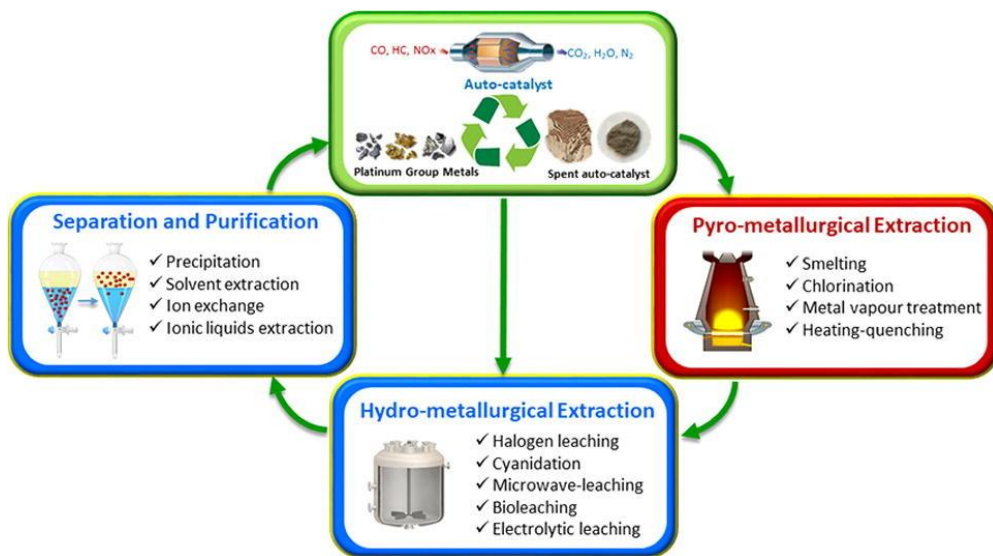 CO, HC, NOx
CO₂, H₂O, N₂
Auto-catalyst
Platinum Group Metals
Spent auto-catalyst
Separation and Purification
✓ Precipitation
✓ Solvent extraction
✓ Ion exchange
✓ Ionic liquids extraction
Pyro-metallurgical Extraction
✓ Smelting
✓ Chlorination
✓ Metal vapour treatment
✓ Heating-quenching
Hydro-metallurgical Extraction
✓ Halogen leaching
✓ Cyanidation
✓ Microwave-leaching
✓ Bioleaching
✓ Electrolytic leaching